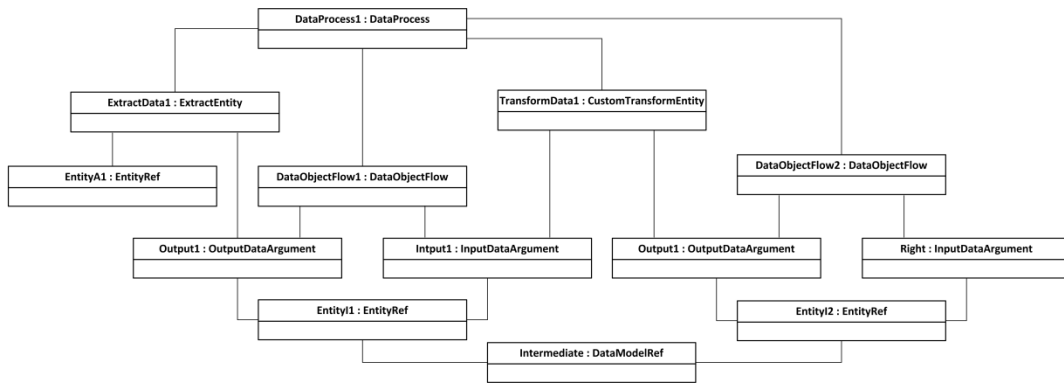 DataProcess1 : DataProcess
ExtractData1 : ExtractEntity
TransformData1 : CustomTransformEntity
EntityA1 : EntityRef
DataObjectFlow1 : DataObjectFlow
DataObjectFlow2 : DataObjectFlow
Output1 : OutputDataArgument
Intput1 : InputDataArgument
Output1 : OutputDataArgument
Right : InputDataArgument
EntityI1 : EntityRef
EntityI2 : EntityRef
Intermediate : DataModelRef